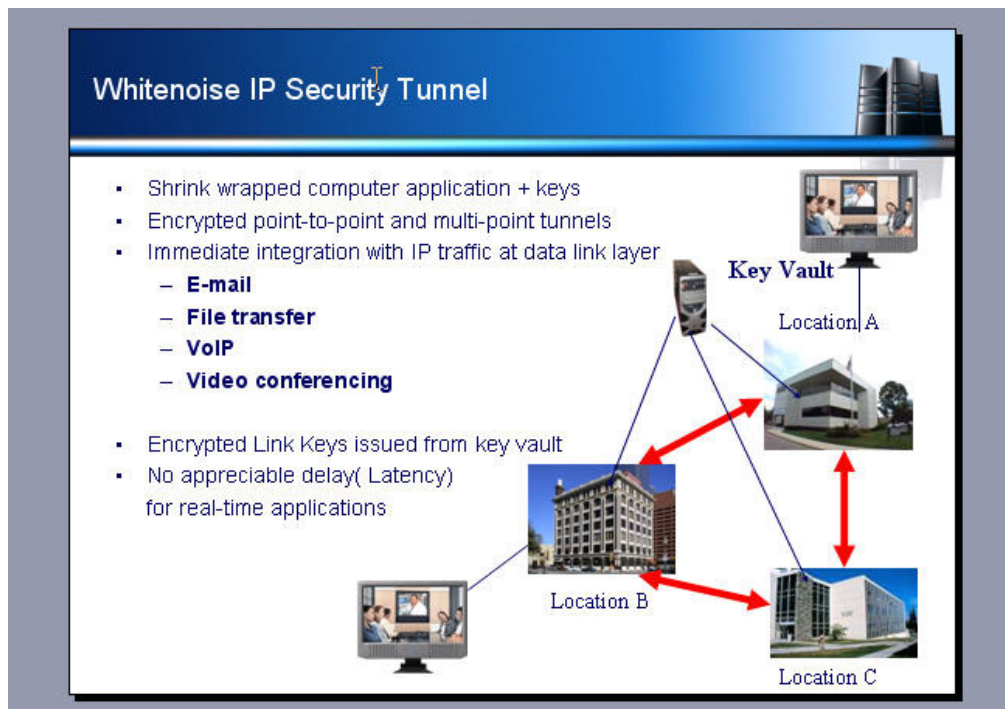 Whitenoise IP Security Tunnel
▪ Shrink wrapped computer application + keys
▪ Encrypted point-to-point and multi-point tunnels
▪ Immediate integration with IP traffic at data link layer
– E-mail
– File transfer
– VoIP
– Video conferencing
▪ Encrypted Link Keys issued from key vault
▪ No appreciable delay( Latency)
for real-time applications
Key Vault
Location A
Location B
Location C